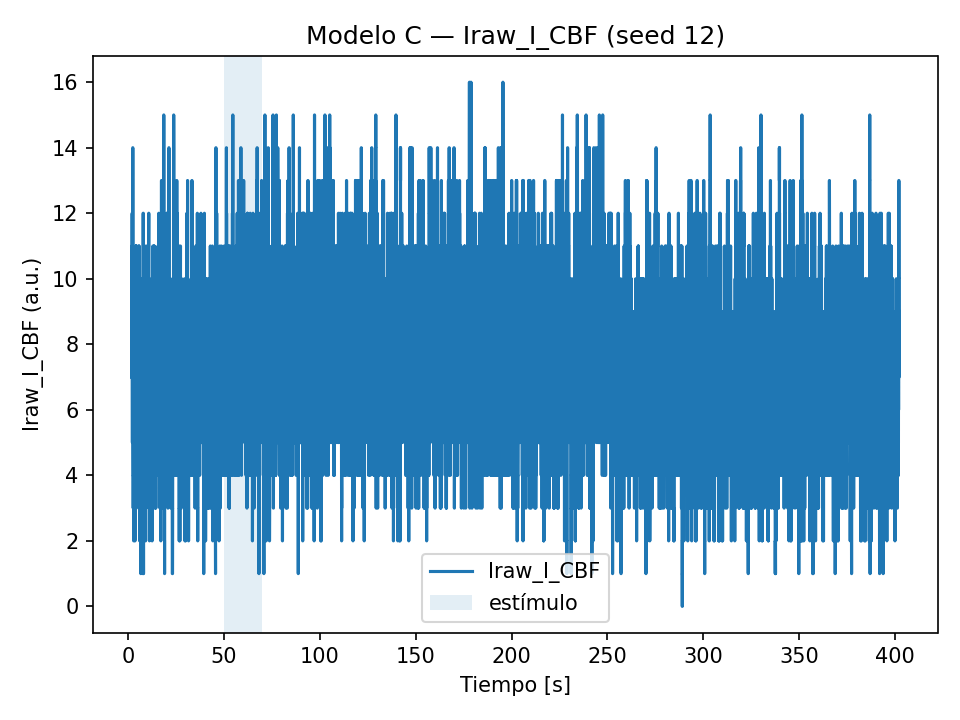 Modelo C — Iraw_I_CBF (seed 12)
Iraw_I_CBF (a.u.)
16
14
12
10
8
6
4
2
0
Iraw_I_CBF
estímulo
0 50 100 150 200 250 300 350 400
Tiempo [s]